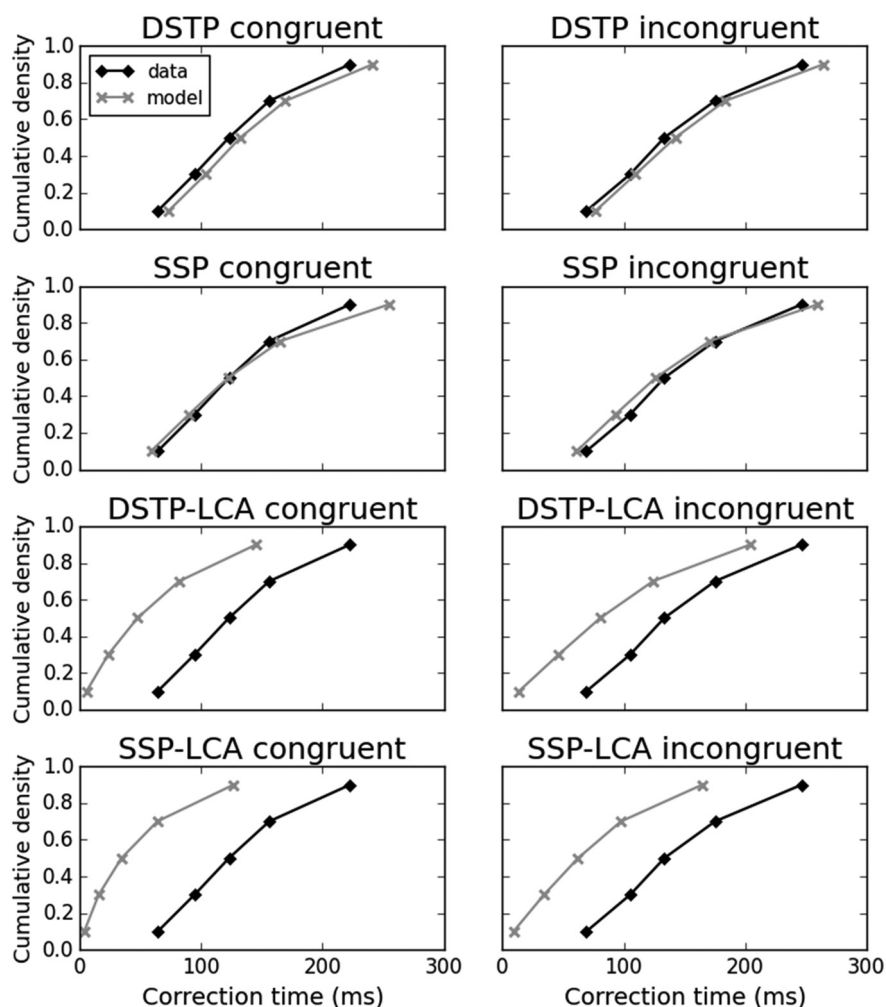 DSTP congruent
DSTP incongruent
1.0
0.8
0.6
0.4
0.2
0.0
Cumulative density
data
model
SSP congruent
SSP incongruent
1.0
0.8
0.6
0.4
0.2
0.0
Cumulative density
DSTP-LCA congruent
DSTP-LCA incongruent
1.0
0.8
0.6
0.4
0.2
0.0
Cumulative density
SSP-LCA congruent
SSP-LCA incongruent
1.0
0.8
0.6
0.4
0.2
0.0
Cumulative density
0 100 200 300
0 100 200 300
Correction time (ms)
Correction time (ms)